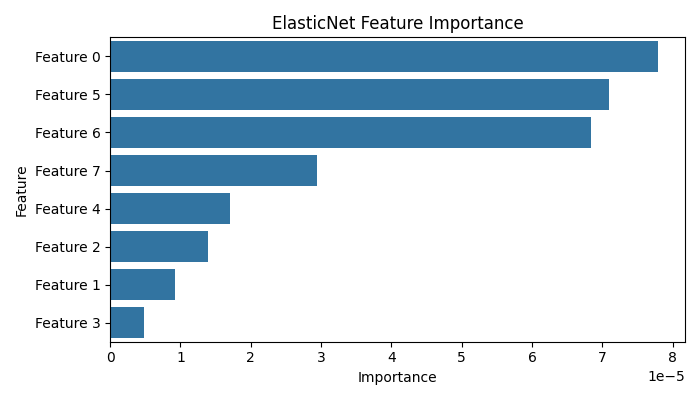 ElasticNet Feature Importance
Feature
Feature 0
Feature 5
Feature 6
Feature 7
Feature 4
Feature 2
Feature 1
Feature 3
0 1 2 3 4 5 6 7 8
1e−5
Importance